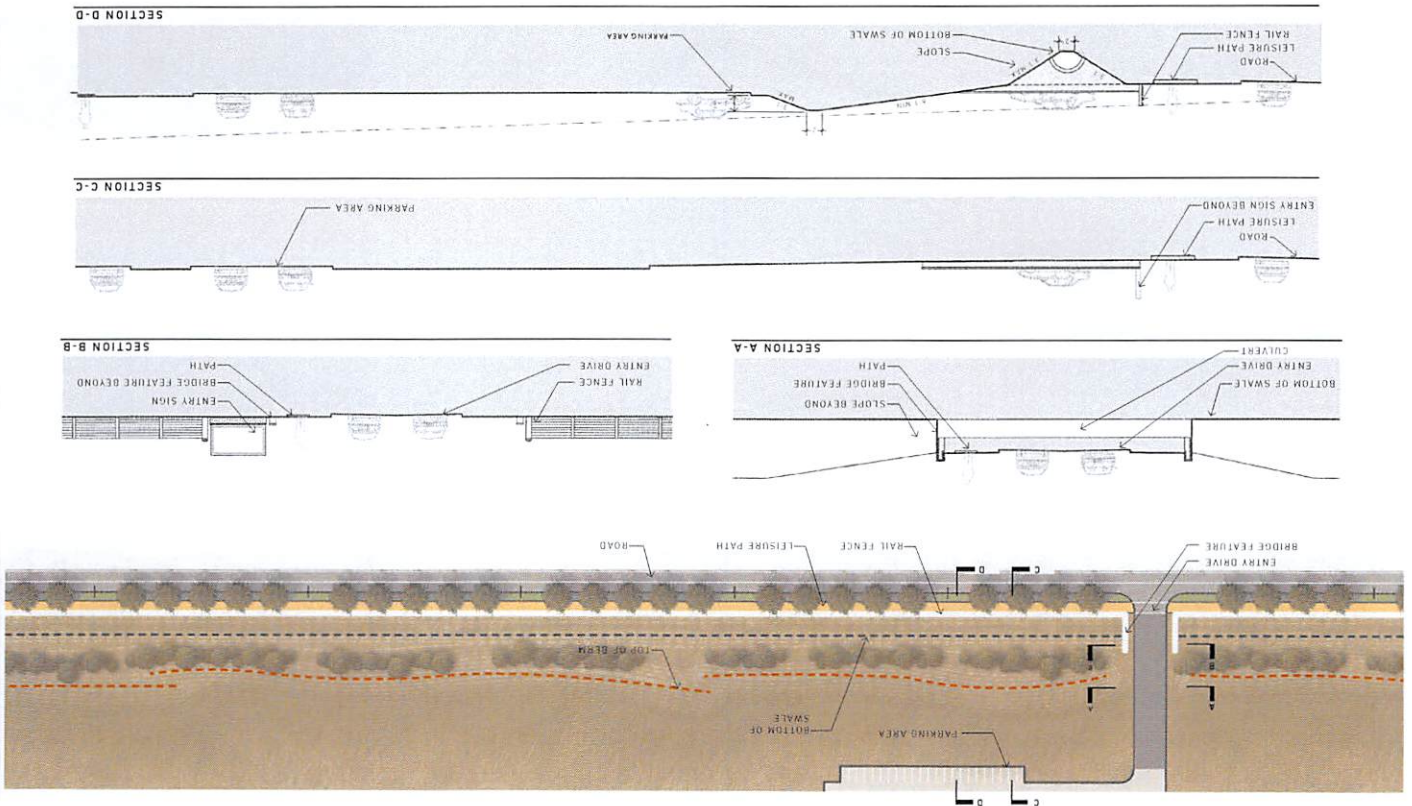 C
D
PARKING AREA
A
A
BOTTOM OF
SWALE
B
B
TOP OF BERM
C
D
ENTRY DRIVE
BRIDGE FEATURE
RAIL FENCE
LEISURE PATH
ROAD
SLOPE BEYOND
BOTTOM OF SWALE
BRIDGE FEATURE
ENTRY DRIVE
PATH
CULVERT
SECTION A-A
ENTRY SIGN
RAIL FENCE
BRIDGE FEATURE BEYOND
ENTRY DRIVE
PATH
SECTION B-B
ROAD
LEISURE PATH
ENTRY SIGN BEYOND
PARKING AREA
SECTION C-C
MIN
MAX
ROAD
LEISURE PATH
RAIL FENCE
SLOPE
BOTTOM OF SWALE
PARKING AREA
SECTION D-D